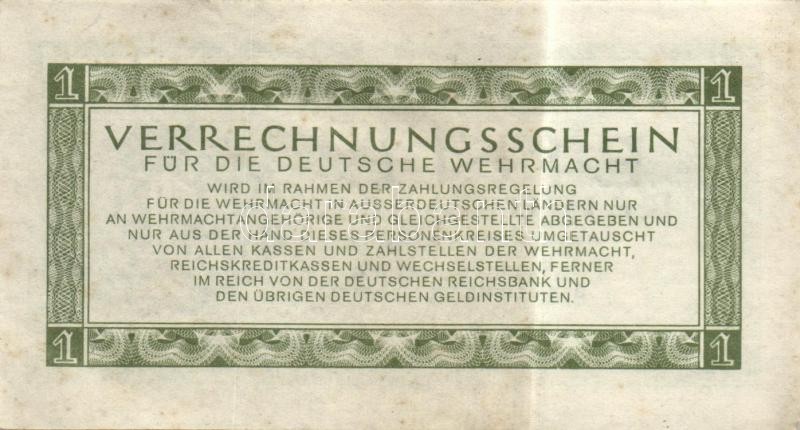 1 1
VERRECHNUNGSSCHEIN
FÜR DIE DEUTSCHE WEHRMACHT
WIRD IM RAHMEN DER ZAHLUNGSREGELUNG
FÜR DIE WEHRMACHT IN AUSSERDEUTSCHEN LÄNDERN NUR
AN WEHRMACHTANGEHÖRIGE UND GLEICHGESTELLTE ABGEGEBEN UND
NUR AUS DER HAND DIESES PERSONENKREISES UMGETAUSCHT
VON ALLEN KASSEN UND ZAHLSTELLEN DER WEHRMACHT,
REICHSKREDITKASSEN UND WECHSELSTELLEN, FERNER
IM REICH VON DER DEUTSCHEN REICHSBANK UND
DEN ÜBRIGEN DEUTSCHEN GELDINSTITUTEN.
1 1